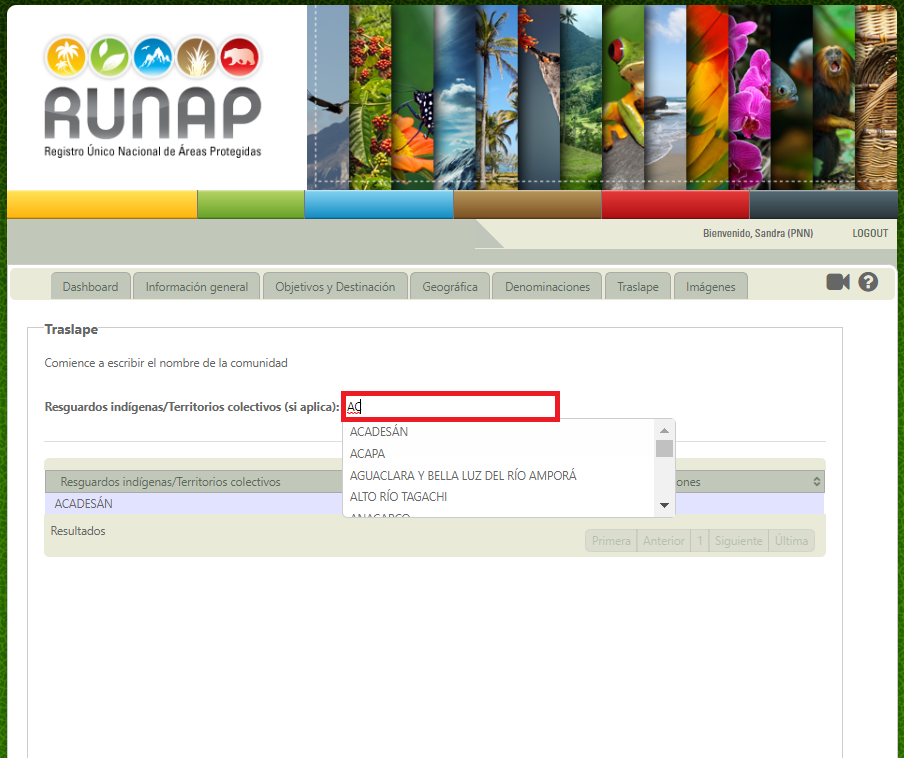 RUNAP
Registro Único Nacional de Áreas Protegidas
Bienvenido, Sandra (PNN) LOGOUT
Dashboard Información general Objetivos y Destinación Geográfica Denominaciones Traslape Imágenes
Traslape
Comience a escribir el nombre de la comunidad
Resguardos indígenas/Territorios colectivos (si aplica): AC
ACADESÁN
ACAPA
AGUACLARA Y BELLA LUZ DEL RÍO AMPORÁ
ALTO RÍO TAGACHI
Resguardos indígenas/Territorios colectivos ones
ACADESÁN
Resultados
Primera Anterior 1 Siguiente Última